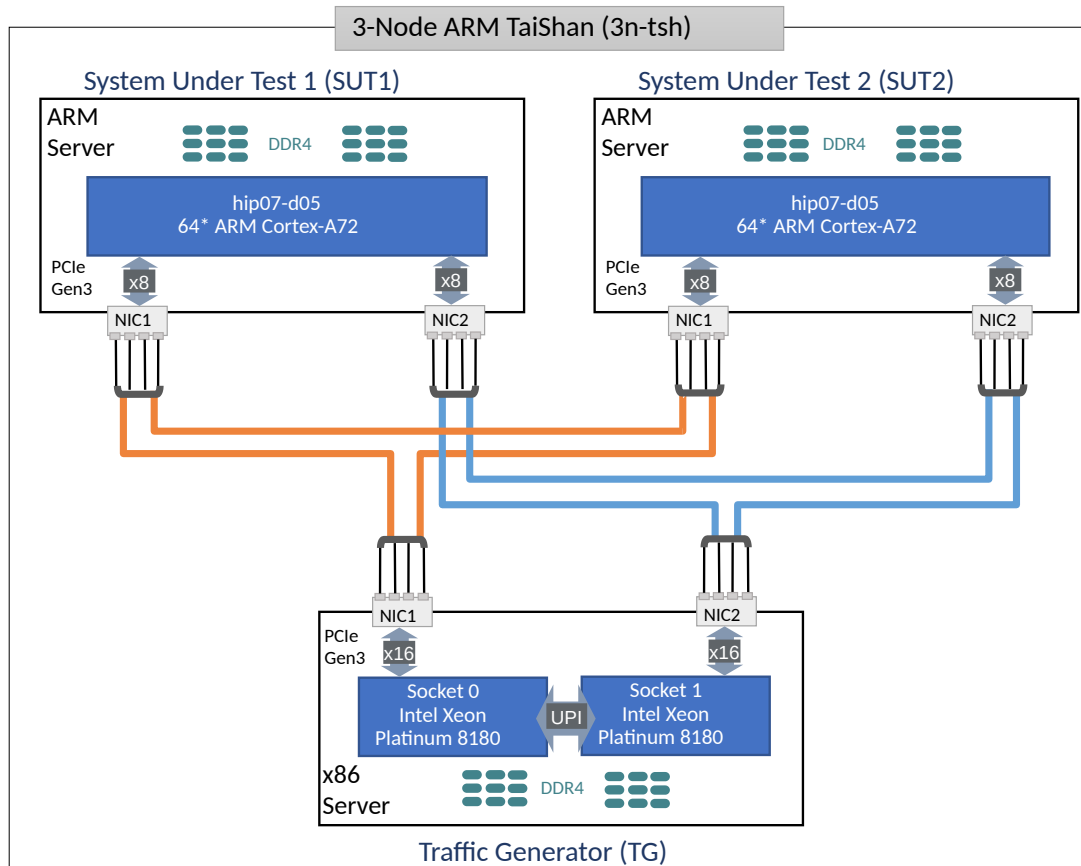 3-Node ARM TaiShan (3n-tsh)
System Under Test 1 (SUT1)
System Under Test 2 (SUT2)
ARM
Server
DDR4
hip07-d05
64* ARM Cortex-A72
PCIe
Gen3
x8
x8
NIC1
NIC2
ARM
Server
DDR4
hip07-d05
64* ARM Cortex-A72
PCIe
Gen3
x8
x8
NIC1
NIC2
NIC1
NIC2
PCIe
Gen3
x16
x16
Socket 0
Intel Xeon
Platinum 8180
UPI
Socket 1
Intel Xeon
Platinum 8180
x86
Server
DDR4
Traffic Generator (TG)